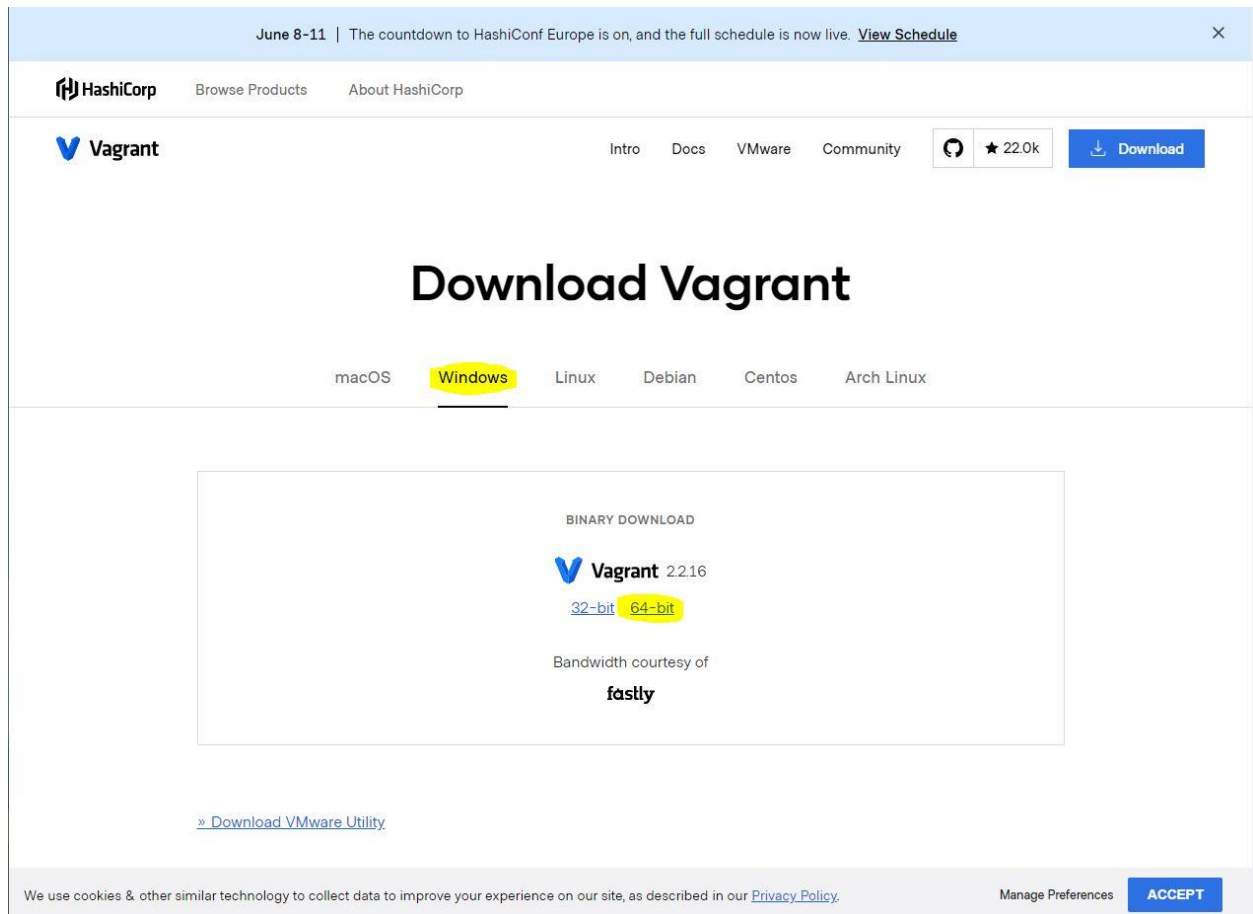 June 8-11 | The countdown to HashiConf Europe is on, and the full schedule is now live. View Schedule
HashiCorp Browse Products About HashiCorp
Vagrant Intro Docs VMware Community ★ 22.0k Download
Download Vagrant
macOS Windows Linux Debian Centos Arch Linux
BINARY DOWNLOAD
Vagrant 2.2.16
32-bit 64-bit
Bandwidth courtesy of
fastly
» Download VMware Utility
We use cookies & other similar technology to collect data to improve your experience on our site, as described in our Privacy Policy. Manage Preferences ACCEPT